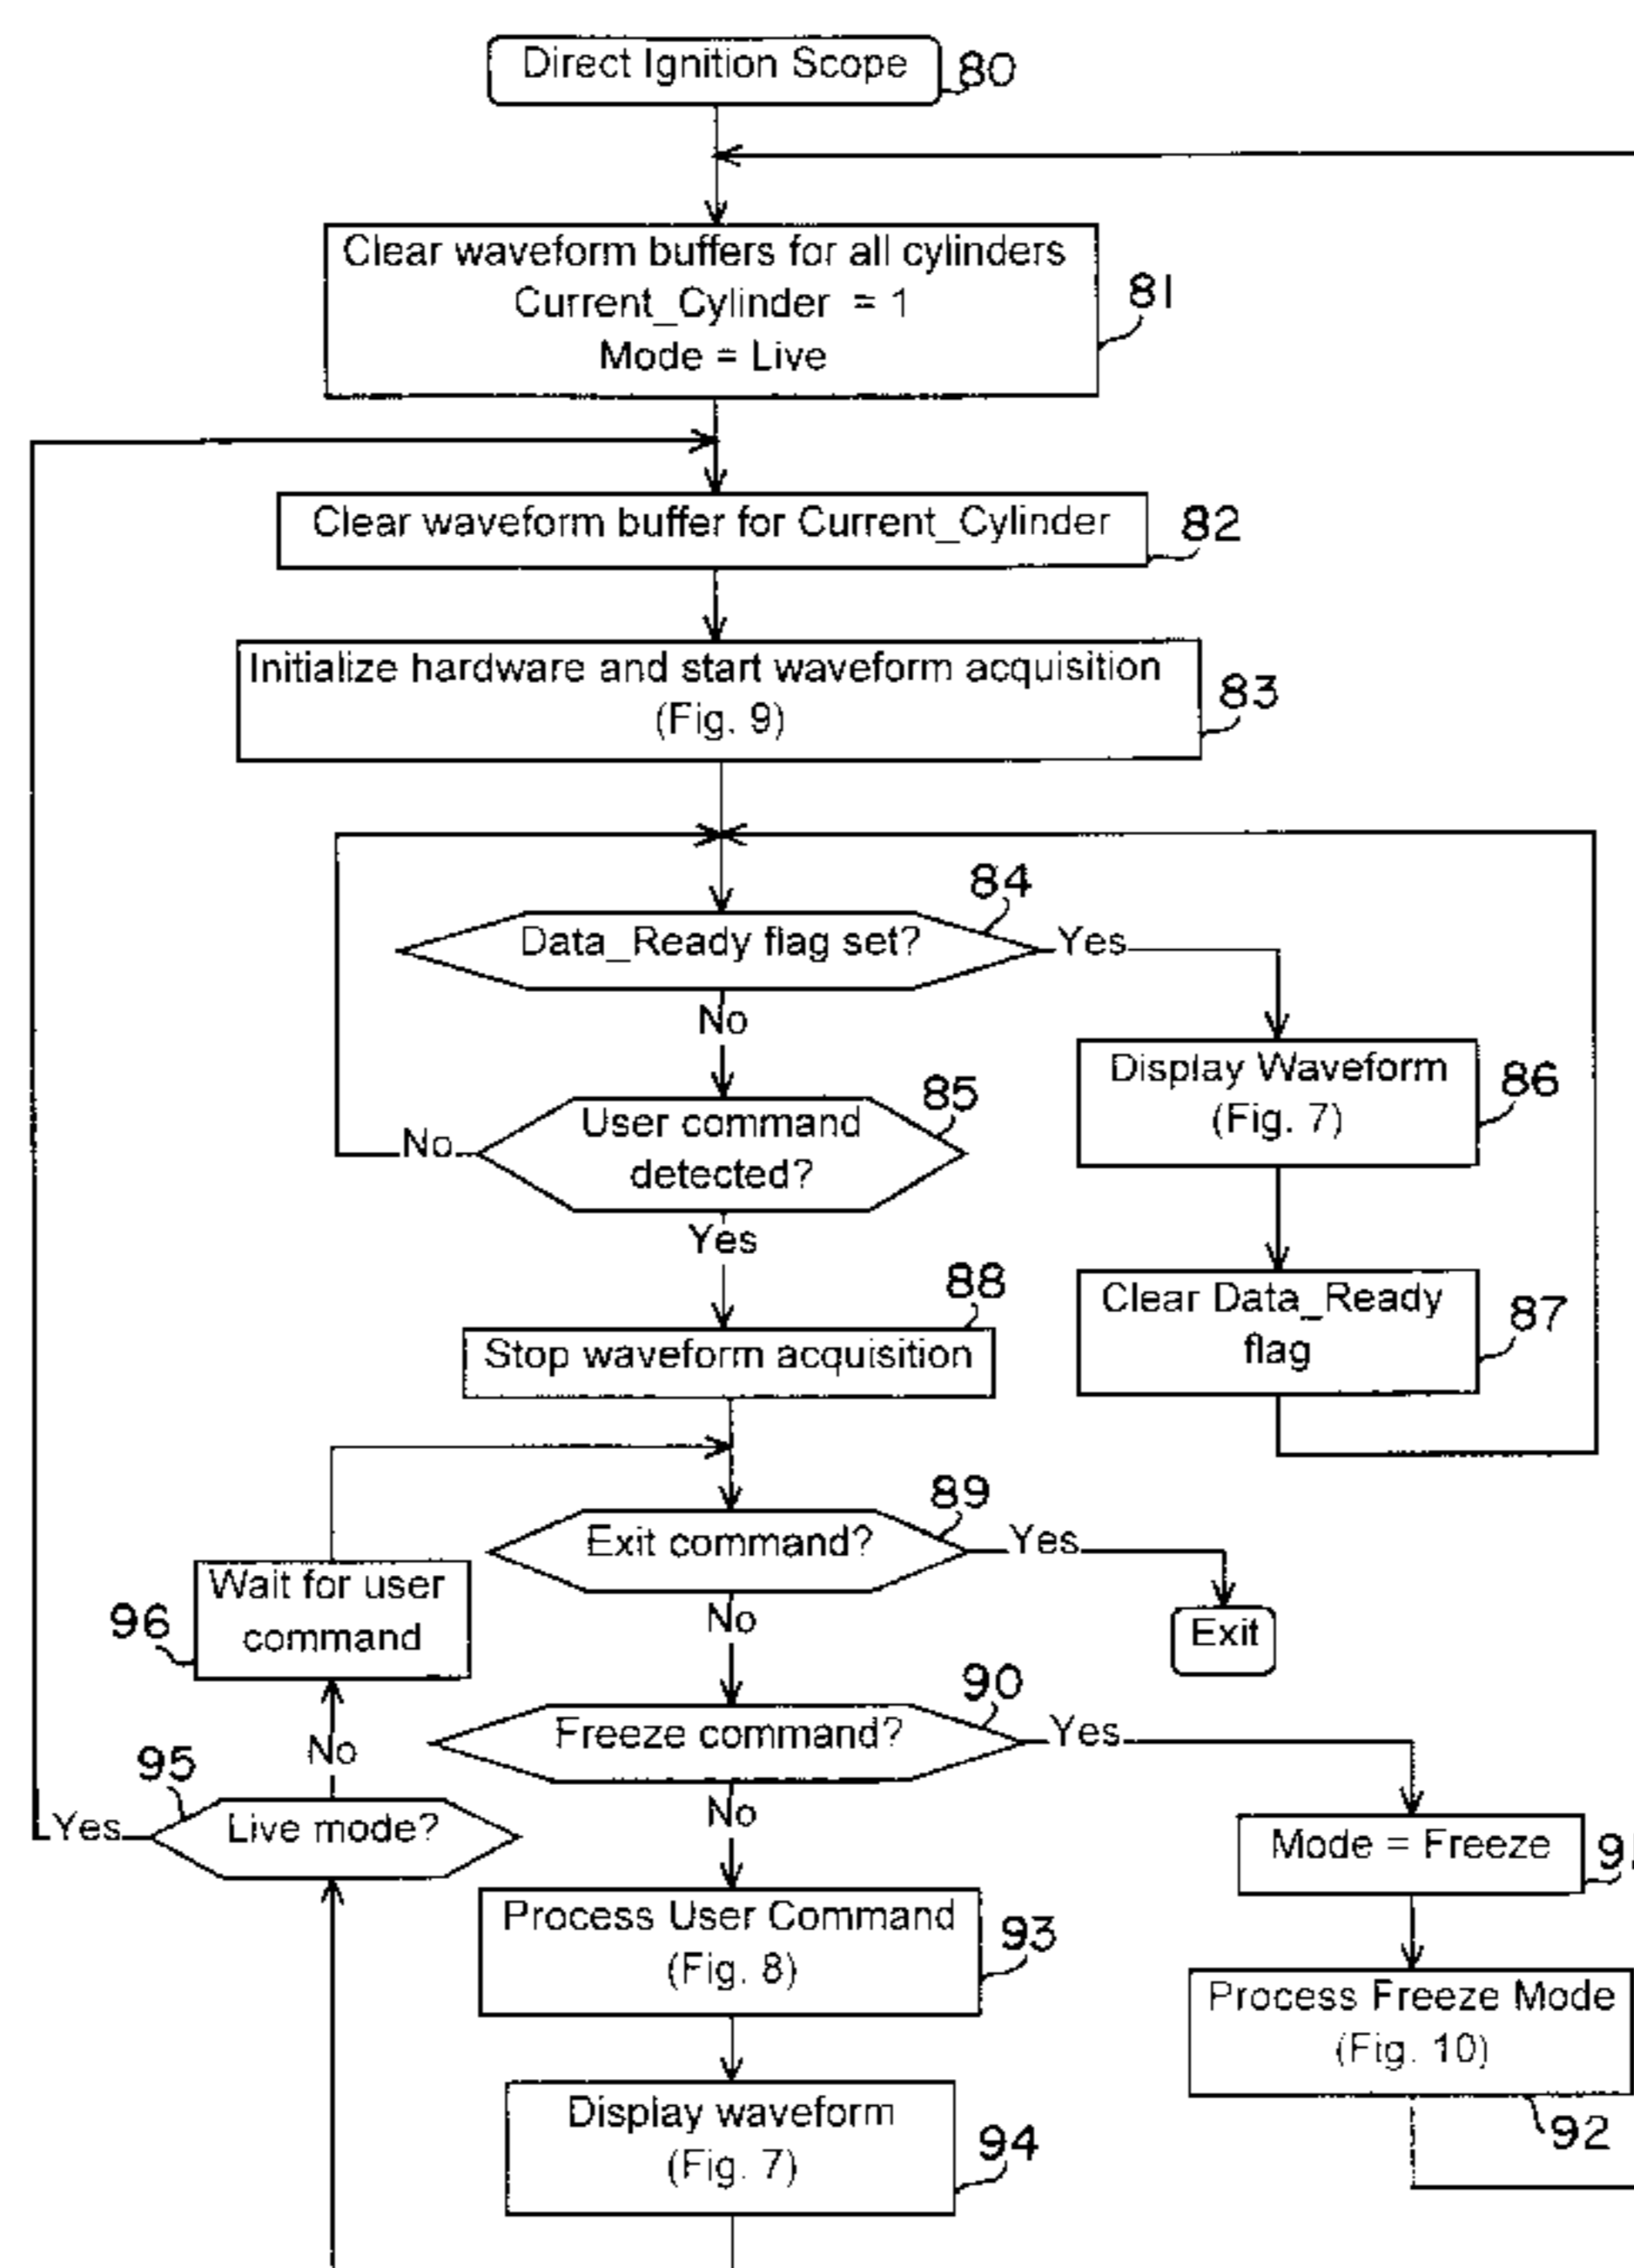 Direct Ignition Scope
80
Clear waveform buffers for all cylinders
Current_Cylinder = 1
Mode = Live
81
Clear waveform buffer for Current_Cylinder
82
Initialize hardware and start waveform acquisition
(Fig. 9)
83
84
Data_Ready flag set?
Yes
No
Display Waveform
(Fig. 7)
86
85
User command
detected?
No
Yes
Clear Data_Ready
flag
87
88
Stop waveform acquisition
89
Exit command?
Yes
Exit
No
Wait for user
command
96
90
Freeze command?
Yes
No
No
95
Live mode?
Yes
Mode = Freeze
Process User Command
(Fig. 8)
93
Process Freeze Mode
(Fig. 10)
92
Display waveform
(Fig. 7)
94